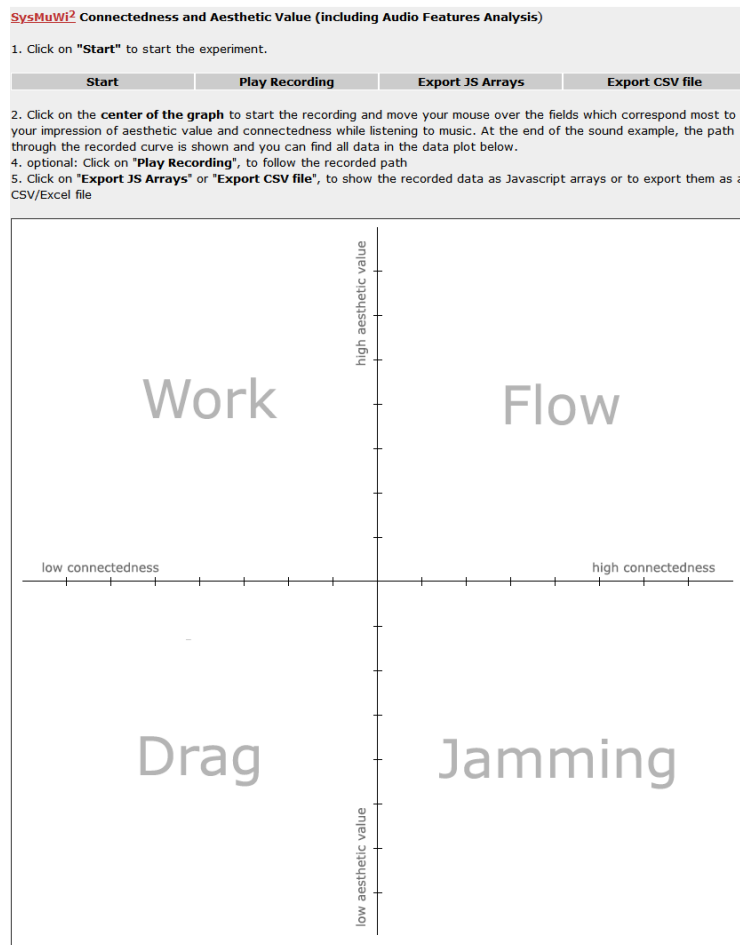 SysMuWi² Connectedness and Aesthetic Value (including Audio Features Analysis)
1. Click on "Start" to start the experiment.
Start Play Recording Export JS Arrays Export CSV file
2. Click on the center of the graph to start the recording and move your mouse over the fields which correspond most to
your impression of aesthetic value and connectedness while listening to music. At the end of the sound example, the path
through the recorded curve is shown and you can find all data in the data plot below.
4. optional: Click on "Play Recording", to follow the recorded path
5. Click on "Export JS Arrays" or "Export CSV file", to show the recorded data as Javascript arrays or to export them as a
CSV/Excel file
high aesthetic value
Work
Flow
low connectedness
high connectedness
Drag
Jamming
low aesthetic value